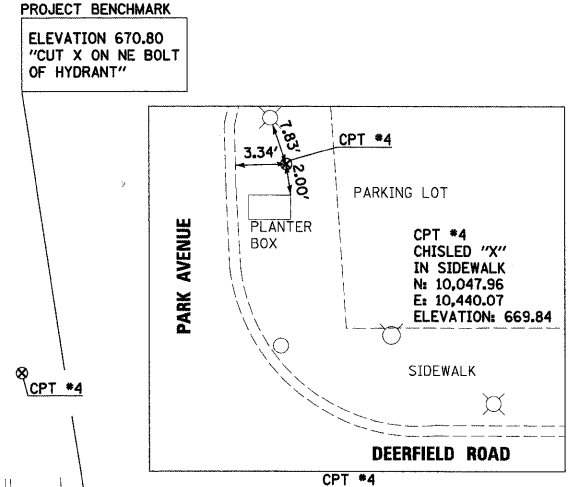 PROJECT BENCHMARK
ELEVATION 670.80
"CUT X ON NE BOLT
OF HYDRANT"
CPT #4
7.83'
3.34'
2.00'
PLANTER
BOX
PARKING LOT
PARK AVENUE
CPT #4
CHISLED "X"
IN SIDEWALK
N: 10,047.96
E: 10,440.07
ELEVATION: 669.84
SIDEWALK
CPT #4
DEERFIELD ROAD
CPT #4